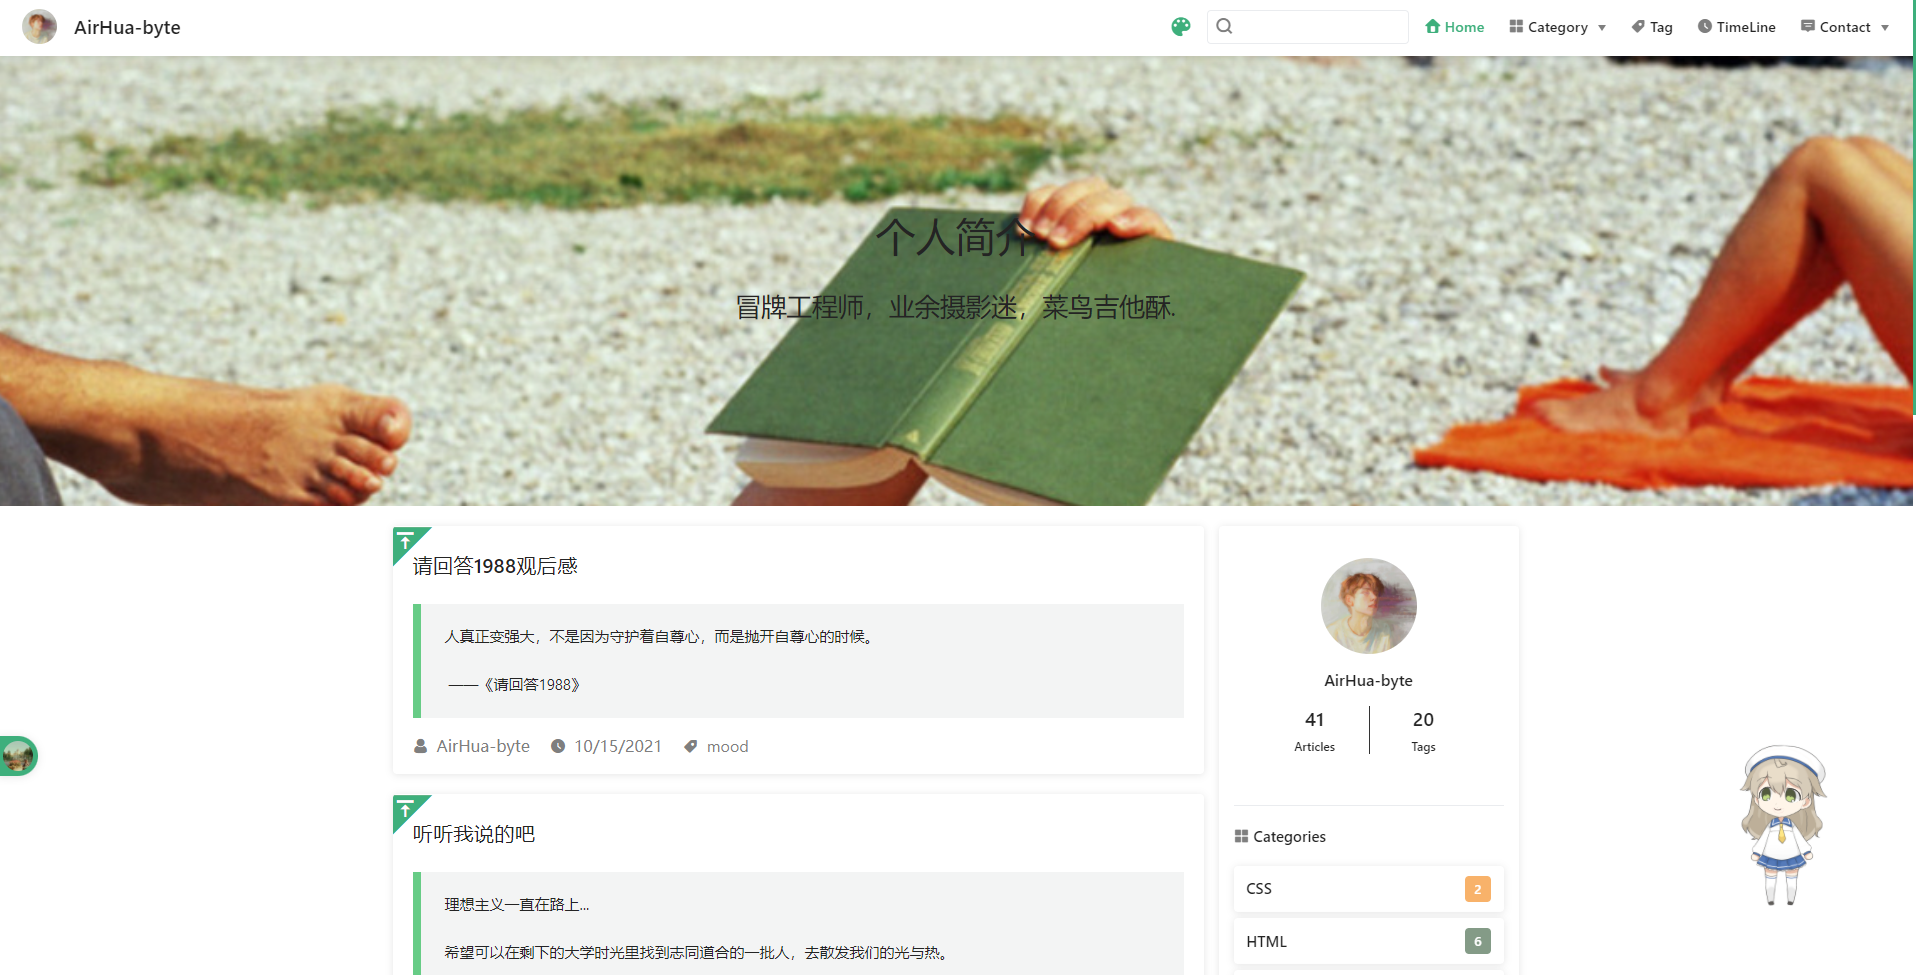 AirHua-byte
Home
Category
Tag
TimeLine
Contact
个人简介
冒牌工程师，业余摄影迷，菜鸟吉他酥.
请回答1988观后感
人真正变强大，不是因为守护着自尊心，而是抛开自尊心的时候。
——《请回答1988》
AirHua-byte 10/15/2021 mood
听听我说的吧
理想主义一直在路上...
希望可以在剩下的大学时光里找到志同道合的一批人，去散发我们的光与热。
AirHua-byte
41 20
Articles Tags
Categories
CSS 2
HTML 6